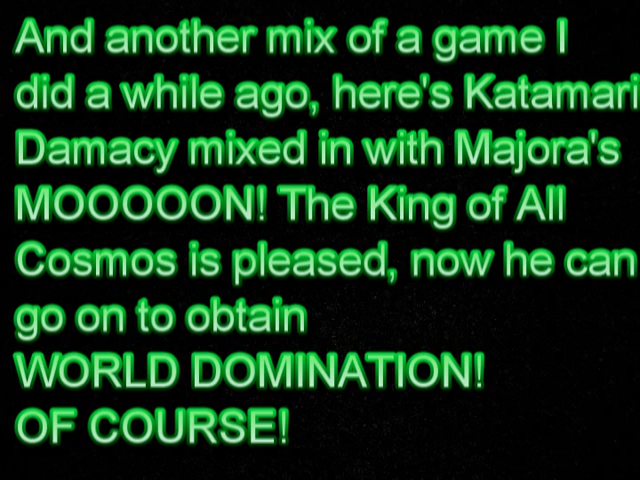 And another mix of a game I
did a while ago, here's Katamari
Damacy mixed in with Majora's
MOOOOON! The King of All
Cosmos is pleased, now he can
go on to obtain
WORLD DOMINATION!
OF COURSE!